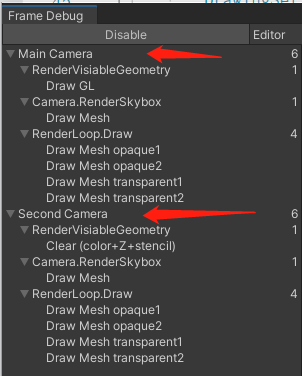 Frame Debug
Disable Editor
Main Camera 6
RenderVisiableGeometry 1
Draw GL
Camera.RenderSkybox 1
Draw Mesh
RenderLoop.Draw 4
Draw Mesh opaque1
Draw Mesh opaque2
Draw Mesh transparent1
Draw Mesh transparent2
Second Camera 6
RenderVisiableGeometry 1
Clear (color+Z+stencil)
Camera.RenderSkybox 1
Draw Mesh
RenderLoop.Draw 4
Draw Mesh opaque1
Draw Mesh opaque2
Draw Mesh transparent1
Draw Mesh transparent2